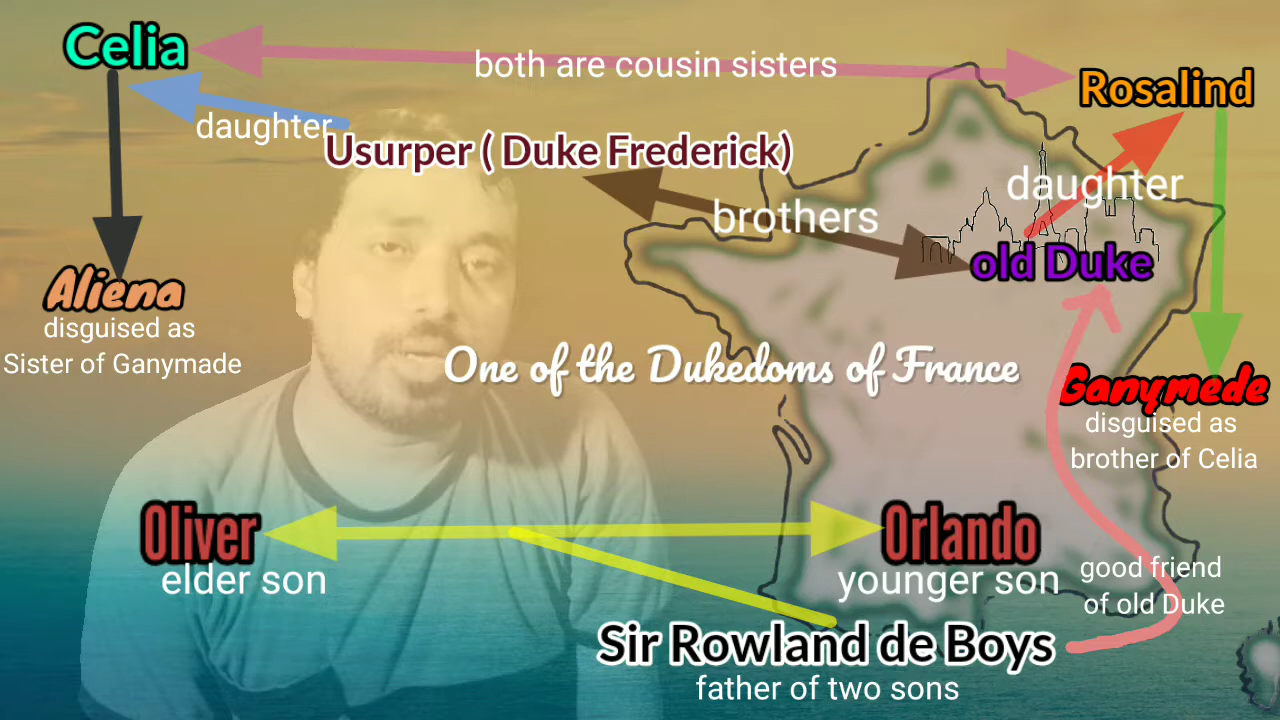 Celia
both are cousin sisters
Rosalind
daughter
Usurper ( Duke Frederick)
daughter
brothers
old Duke
Aliena
disguised as
Sister of Ganymade
One of the Dukedoms of France
Ganymede
disguised as
brother of Celia
Oliver
elder son
Orlando
younger son
good friend
of old Duke
Sir Rowland de Boys
father of two sons